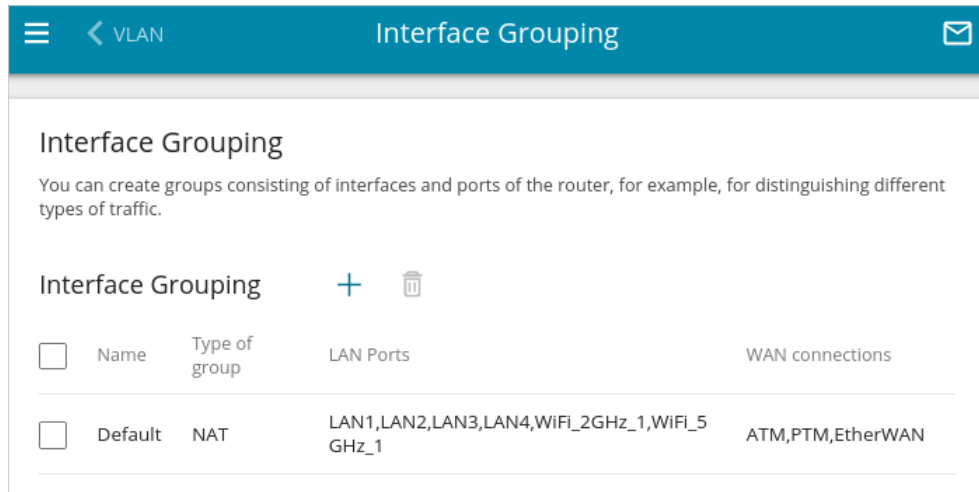 VLAN
Interface Grouping
Interface Grouping
You can create groups consisting of interfaces and ports of the router, for example, for distinguishing different
types of traffic.
Interface Grouping
Name
Type of
group
LAN Ports
WAN connections
Default
NAT
LAN1,LAN2,LAN3,LAN4,WiFi_2GHz_1,WiFi_5
GHz_1
ATM,PTM,EtherWAN